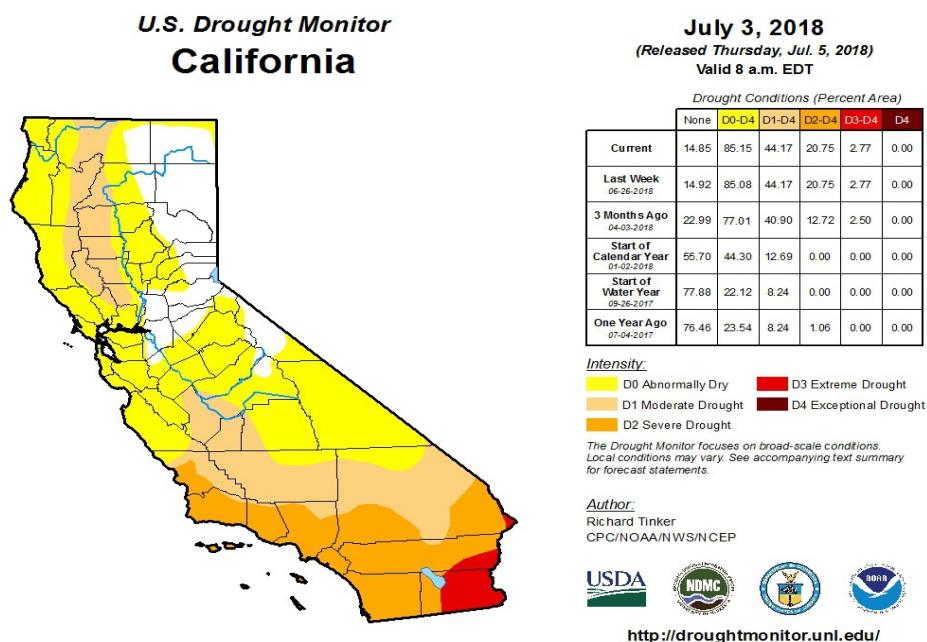 U.S. Drought Monitor
California
July 3, 2018
(Released Thursday, Jul. 5, 2018)
Valid 8 a.m. EDT
Drought Conditions (Percent Area)
None D0-D4 D1-D4 D2-D4 D3-D4 D4
Current 14.85 85.15 44.17 20.75 2.77 0.00
Last Week
06-26-2018 14.92 85.08 44.17 20.75 2.77 0.00
3 Months Ago
04-03-2018 22.99 77.01 40.90 12.72 2.50 0.00
Start of
Calendar Year
01-02-2018 55.70 44.30 12.69 0.00 0.00 0.00
Start of
Water Year
09-26-2017 77.88 22.12 8.24 0.00 0.00 0.00
One Year Ago
07-04-2017 76.46 23.54 8.24 1.06 0.00 0.00
Intensity:
D0 Abnormally Dry
D1 Moderate Drought
D2 Severe Drought
D3 Extreme Drought
D4 Exceptional Drought
The Drought Monitor focuses on broad-scale conditions.
Local conditions may vary. See accompanying text summary
for forecast statements.
Author:
Richard Tinker
CPC/NOAA/NWS/NCEP
USDA
NDMC
NOAA
http://droughtmonitor.unl.edu/